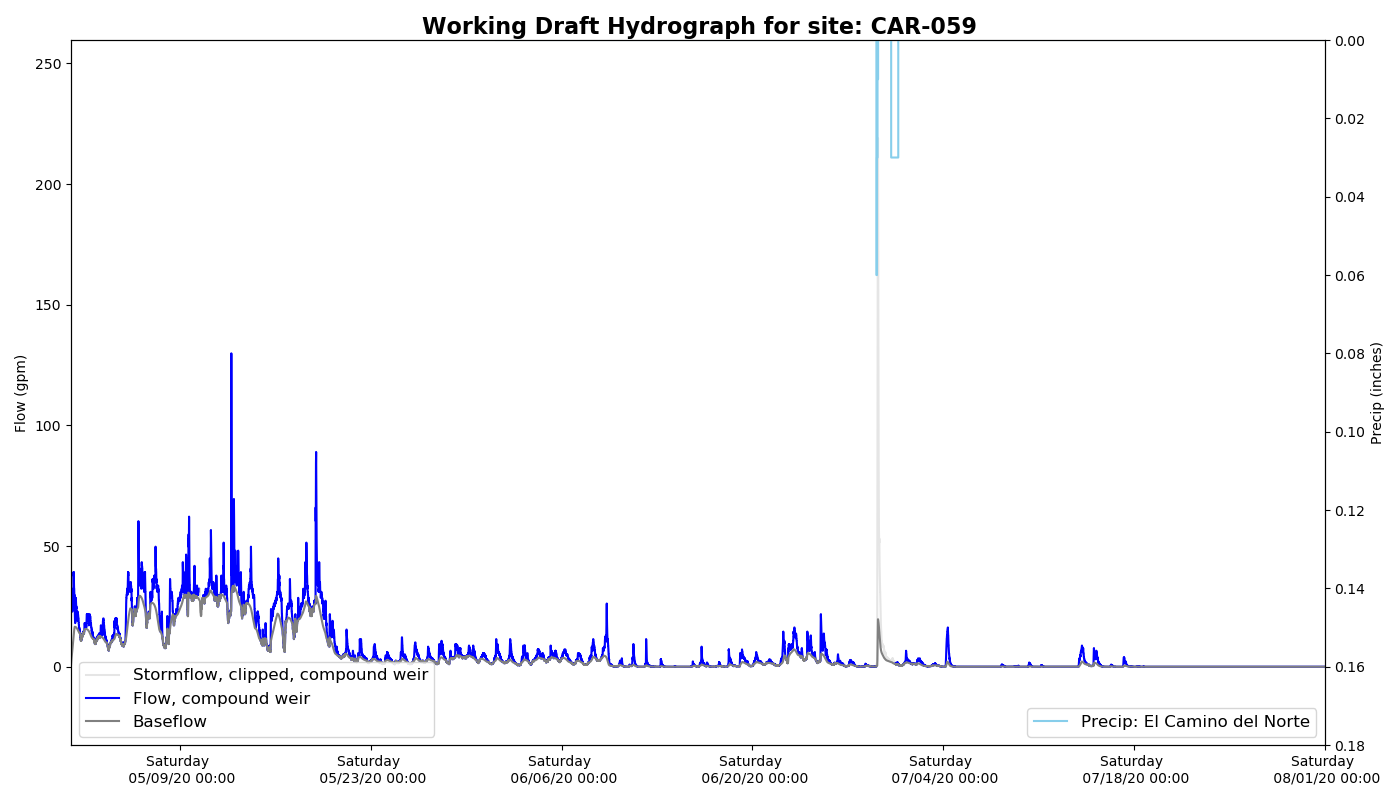 Working Draft Hydrograph for site: CAR-059
250
200
150
100
50
0
Flow (gpm)
0.00
0.02
0.04
0.06
0.08
0.10
0.12
0.14
0.16
0.18
Precip (inches)
Stormflow, clipped, compound weir
Flow, compound weir
Baseflow
Precip: El Camino del Norte
Saturday
05/09/20 00:00
Saturday
05/23/20 00:00
Saturday
06/06/20 00:00
Saturday
06/20/20 00:00
Saturday
07/04/20 00:00
Saturday
07/18/20 00:00
Saturday
08/01/20 00:00